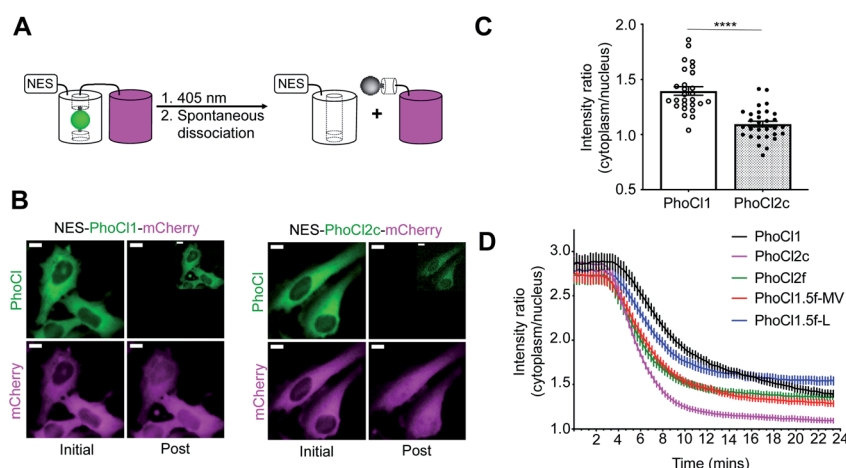 A
NES
1. 405 nm
2. Spontaneous
dissociation
NES
+
B
NES-PhoCl1-mCherry
NES-PhoCl2c-mCherry
PhoCl
mCherry
Initial
Post
PhoCl
mCherry
Initial
Post
C
****
Intensity ratio
(cytoplasm/nucleus)
2.0
1.5
1.0
0.5
PhoCl1
PhoCl2c
D
Intensity ratio
(cytoplasm/nucleus)
3.0
2.5
2.0
1.5
1.0
PhoCl1
PhoCl2c
PhoCl2f
PhoCl1.5f-MV
PhoCl1.5f-L
2 4 6 8 10 12 14 16 18 20 22 24
Time (mins)